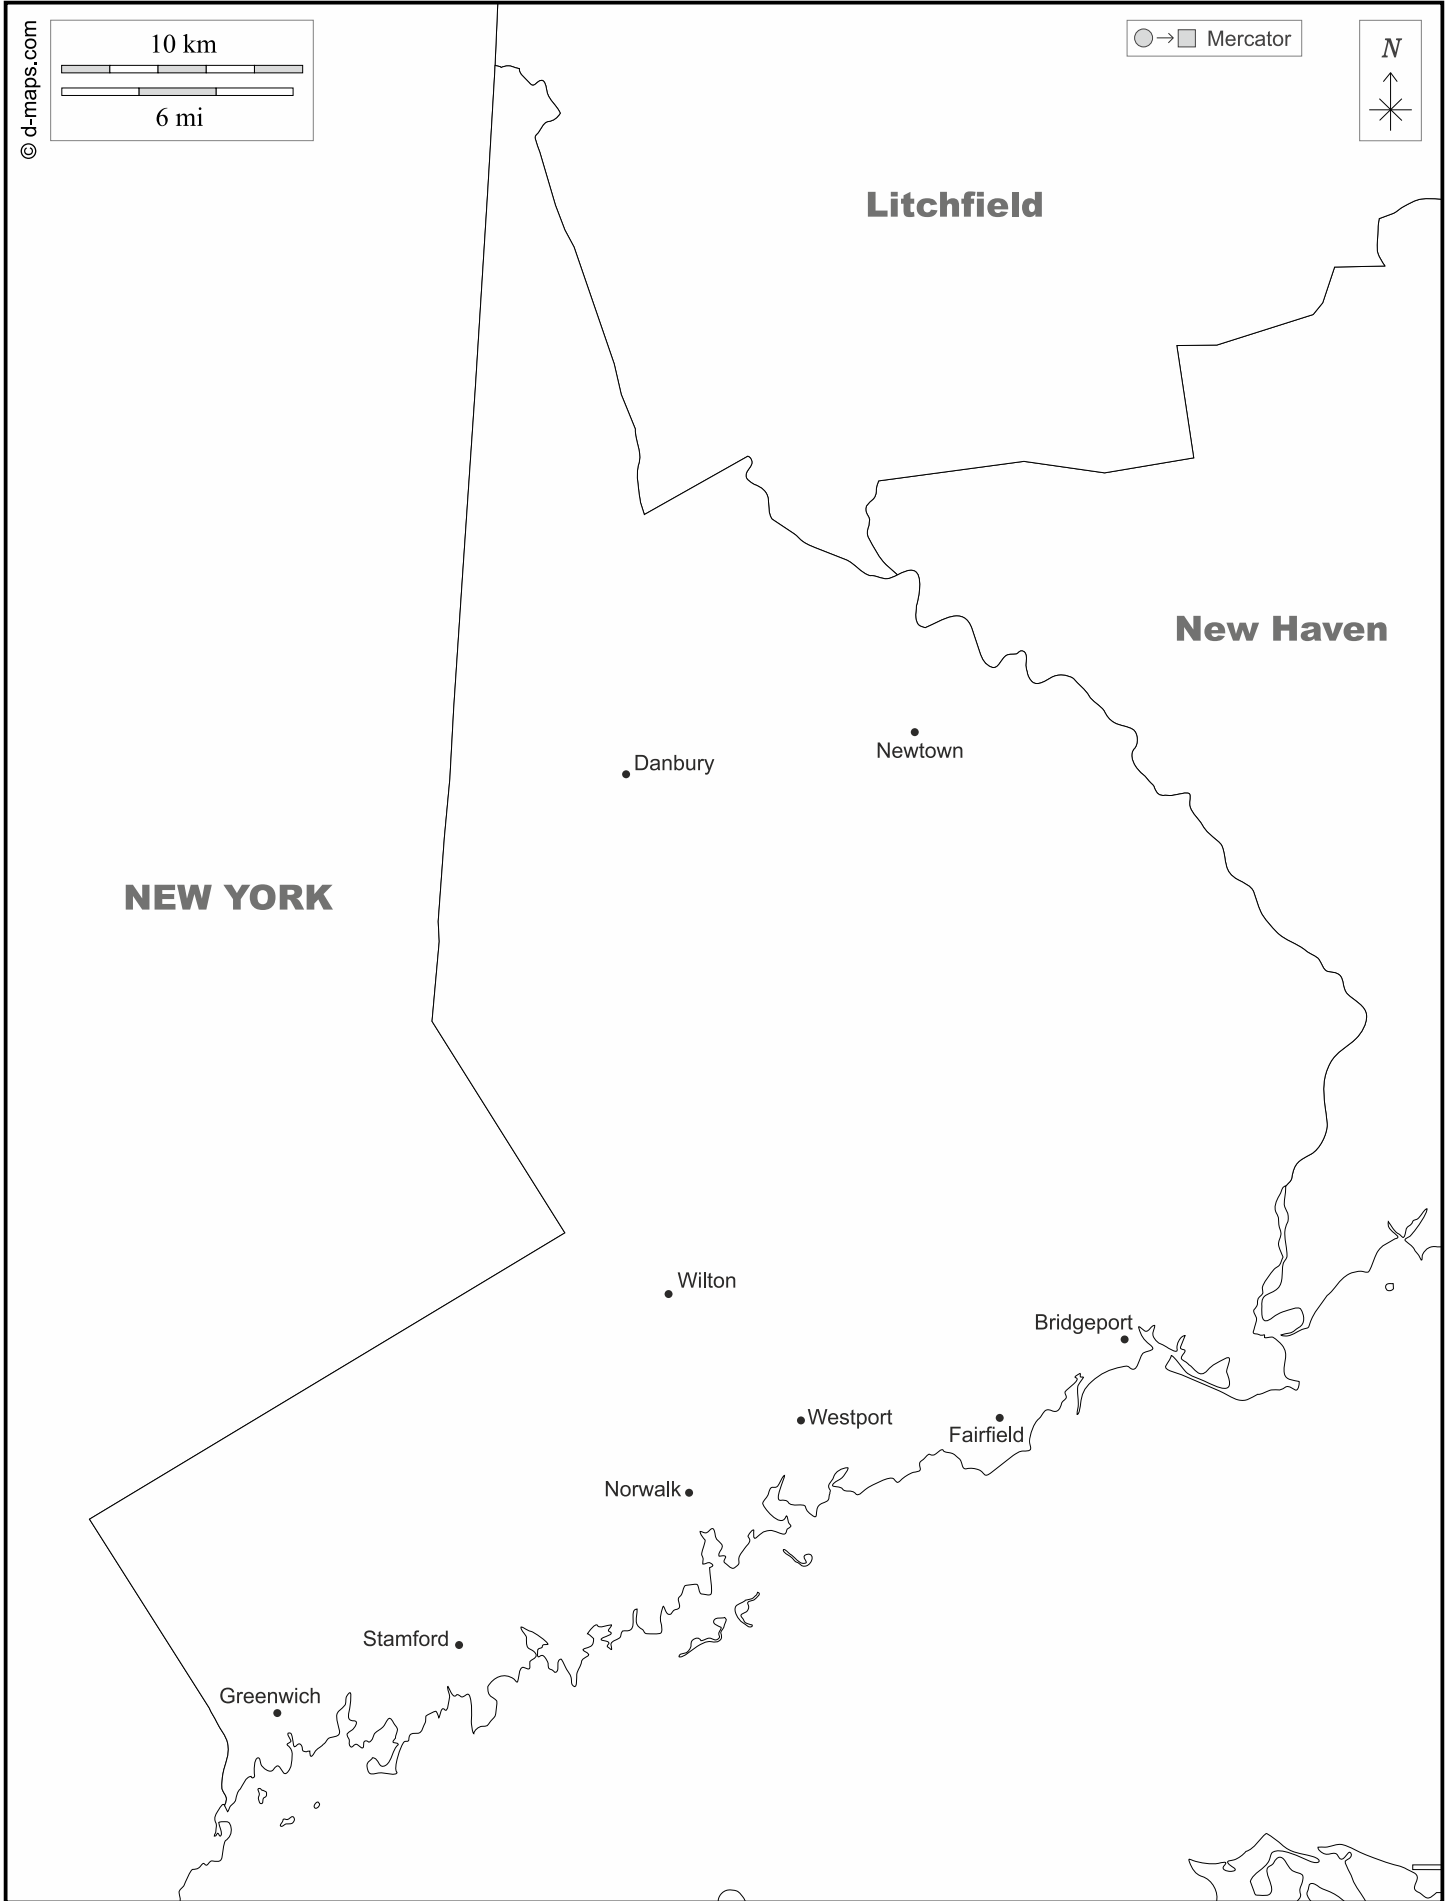 © d-maps.com
10 km
6 mi
Mercator
N
Litchfield
New Haven
Newtown
Danbury
NEW YORK
Wilton
Bridgeport
Westport
Fairfield
Norwalk
Stamford
Greenwich